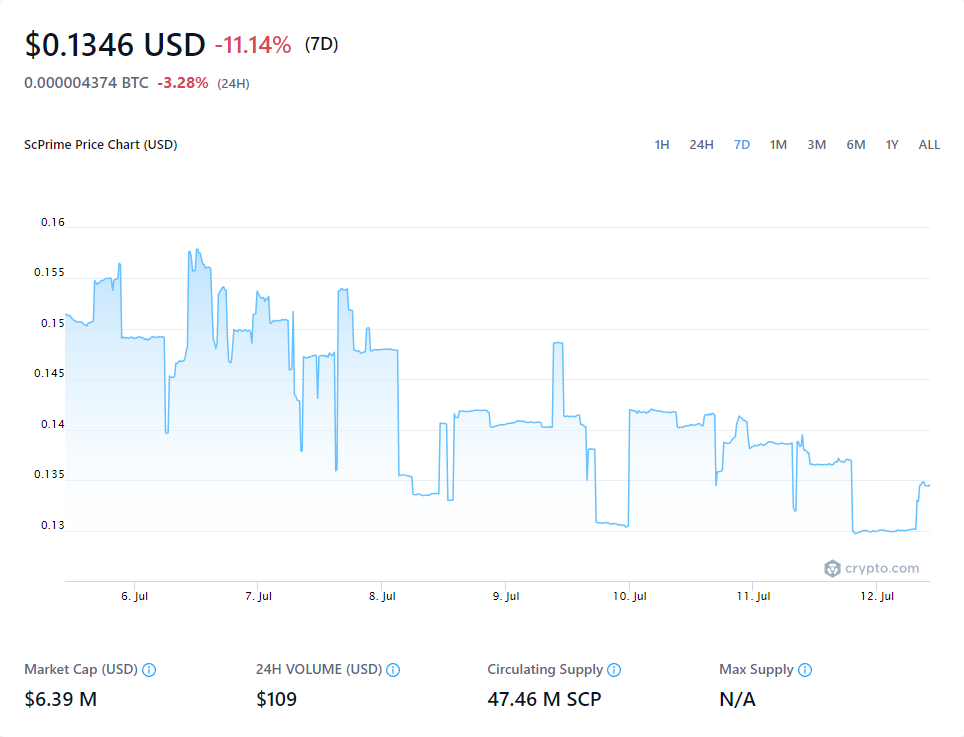 $0.1346 USD -11.14% (7D)
0.000004374 BTC -3.28% (24H)
ScPrime Price Chart (USD) 1H 24H 7D 1M 3M 6M 1Y ALL
0.16
0.155
0.15
0.145
0.14
0.135
0.13
crypto.com
6. Jul 7. Jul 8. Jul 9. Jul 10. Jul 11. Jul 12. Jul
Market Cap (USD) 24H VOLUME (USD) Circulating Supply Max Supply
$6.39 M $109 47.46 M SCP N/A